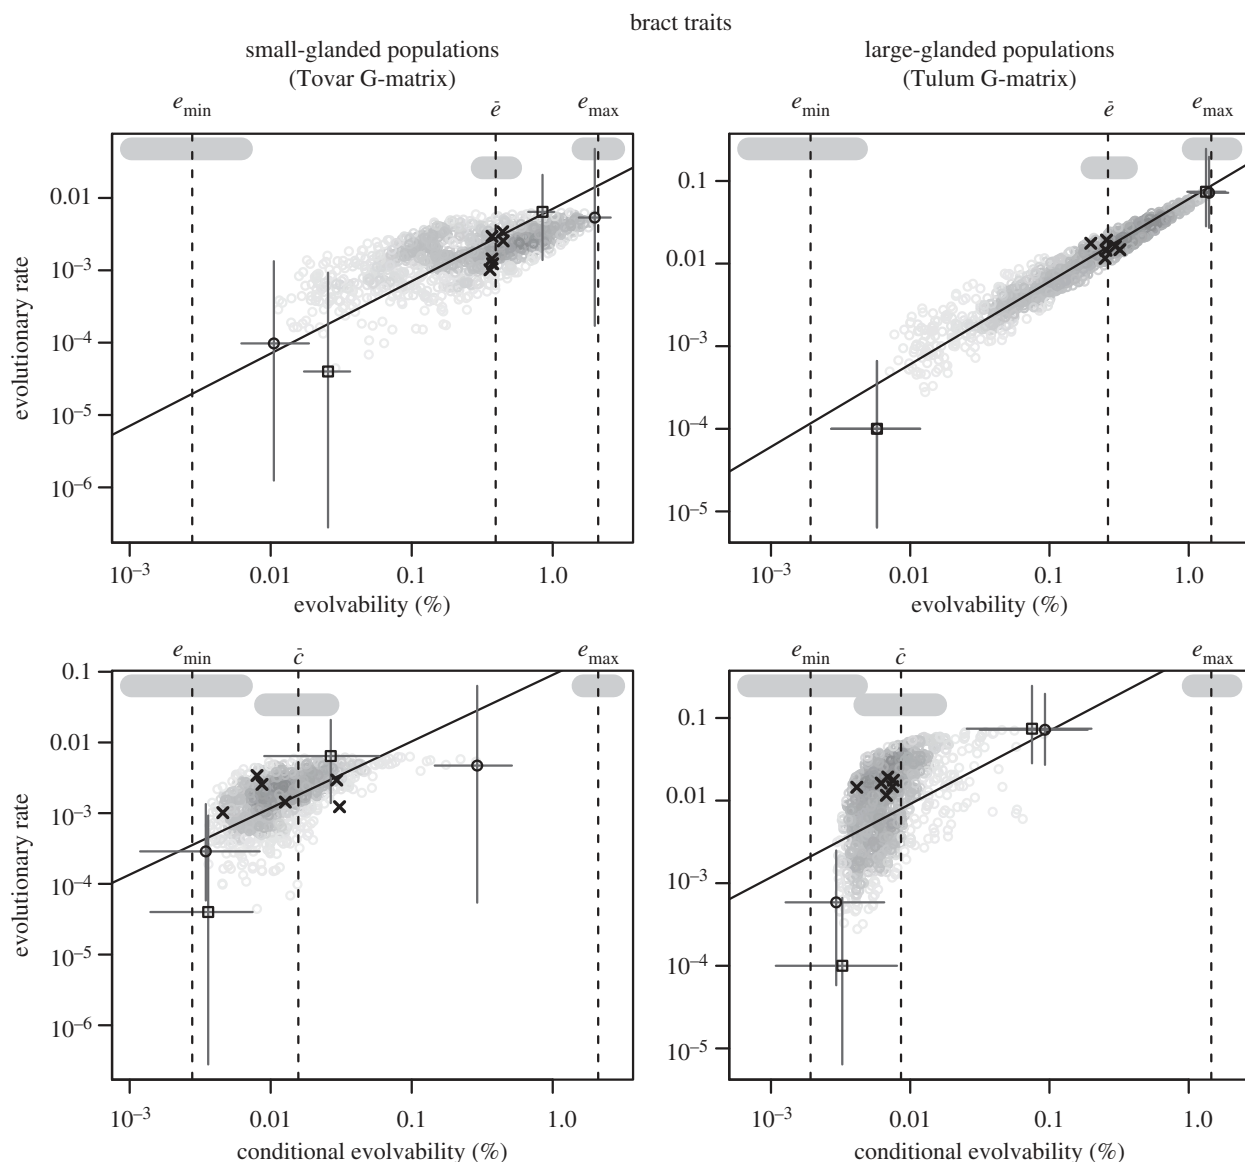 bract traits
small-glanded populations
(Tovar G-matrix)
large-glanded populations
(Tulum G-matrix)
e_min
ē
e_max
e_min
ē
e_max
0.01
10⁻³
10⁻⁴
10⁻⁵
10⁻⁶
evolutionary rate
0.1
0.01
10⁻³
10⁻⁴
10⁻⁵
10⁻³ 0.01 0.1 1.0
evolvability (%)
10⁻³ 0.01 0.1 1.0
evolvability (%)
e_min
c̄
e_max
e_min
c̄
e_max
0.1
0.01
10⁻³
10⁻⁴
10⁻⁵
10⁻⁶
evolutionary rate
0.1
0.01
10⁻³
10⁻⁴
10⁻⁵
10⁻³ 0.01 0.1 1.0
conditional evolvability (%)
10⁻³ 0.01 0.1 1.0
conditional evolvability (%)